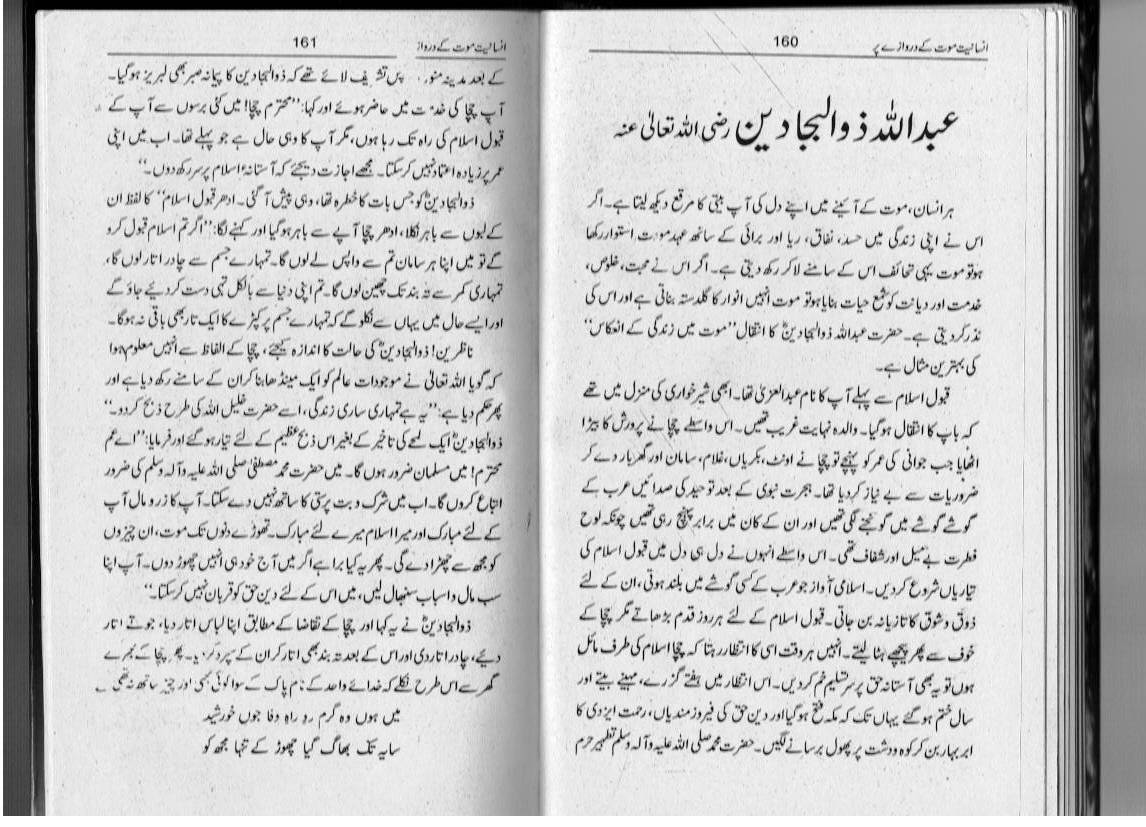 انسانیت موت کے دروازے پر
160
عبداللہ ذوالبجادین رضی اللہ تعالیٰ عنہ
ہر انسان، موت کے آئینے میں اپنے دل کی آپ بیتی کا مرقع دیکھ لیتا ہے۔ اگر
اس نے اپنی زندگی میں حسد، نفاق، ریا اور برائی کے ساتھ عہد مودت استوار رکھا
ہو تو موت یہی تحائف اس کے سامنے لا کر رکھ دیتی ہے۔ اگر اس نے محبت، خلوص،
خدمت اور دیانت کو شمع حیات بنایا ہو تو موت انہیں انوار کا گلدستہ بناتی ہے اور اس کی
نذر کر دیتی ہے۔ حضرت عبداللہ ذوالبجادینؓ کا انتقال ”موت میں زندگی کے انعکاس“
کی بہترین مثال ہے۔
قبول اسلام سے پہلے آپ کا نام عبدالعزیٰ تھا۔ ابھی شیر خواری کی منزل میں تھے
کہ باپ کا انتقال ہوگیا۔ والدہ نہایت غریب تھیں۔ اس واسطے چچا نے پرورش کا بیڑا
اٹھایا جب جوانی کی عمر کو پہنچے تو چچا نے اونٹ، بکریاں، غلام، سامان اور گھر بار دے کر
ضروریات سے بے نیاز کر دیا تھا۔ ہجرت نبوی کے بعد توحید کی صدائیں عرب کے
گوشے گوشے میں گونجنے لگی تھیں اور ان کے کان میں برابر پہنچ رہی تھیں چونکہ لوح
فطرت بے میل اور شفاف تھی۔ اس واسطے انہوں نے دل ہی دل میں قبول اسلام کی
تیاریاں شروع کر دیں۔ اسلامی آواز جو عرب کے کسی گوشے میں بلند ہوتی، ان کے لئے
ذوق و شوق کا تازیانہ بن جاتی۔ قبول اسلام کے لئے ہر روز قدم بڑھاتے مگر چچا کے
خوف سے پھر پیچھے ہٹا لیتے۔ انہیں ہر وقت اسی کا انتظار رہتا کہ چچا اسلام کی طرف مائل
ہوں تو یہ بھی آستانہ حق پر سر تسلیم خم کر دیں۔ اس انتظار میں ہفتے گزرے، مہینے بیتے اور
سال ختم ہو گئے یہاں تک کہ مکہ فتح ہوگیا اور دین حق کی فیروز مندیاں، رحمت ایزدی کا
ابر بہار بن کر کوہ و دشت پر پھول برسانے لگیں۔ حضرت محمد صلی اللہ علیہ و آلہ وسلم تطہیر حرم
انسانیت موت کے درواز
161
کے بعد مدینہ منور پس تشریف لائے تھے کہ ذوالبجادین کا پیمانہ صبر بھی لبریز ہو گیا۔
آپ چچا کی خدمت میں حاضر ہوئے اور کہا: ”محترم چچا! میں کئی برسوں سے آپ کے
قبول اسلام کی راہ تک رہا ہوں، مگر آپ کا وہی حال ہے جو پہلے تھا۔ اب میں اپنی
عمر پر زیادہ اعتماد نہیں کر سکتا۔ مجھے اجازت دیجئے کہ آستانۂ اسلام پر سر رکھ دوں۔“
ذوالبجادینؓ کو جس بات کا خطرہ تھا، وہی پیش آ گئی۔ ادھر قبول اسلام“ کا لفظ ان
کے لبوں سے باہر نکلا، ادھر چچا آپے سے باہر ہوگیا اور کہنے لگا: ”اگر تم اسلام قبول کرو
گے تو میں اپنا ہر سامان تم سے واپس لے لوں گا۔ تمہارے جسم سے چادر اتار لوں گا،
تمہاری کمر سے تہ بند تک چھین لوں گا۔ تم اپنی دنیا سے بالکل تہی دست کر دیئے جاؤ گے
اور ایسے حال میں یہاں سے نکلو گے کہ تمہارے جسم پر کپڑے کا ایک تار بھی باقی نہ ہوگا۔
ناظرین! ذوالبجادینؓ کی حالت کا اندازہ کیجئے، چچا کے الفاظ سے انہیں معلوم ہوا
کہ گویا اللہ تعالیٰ نے موجودات عالم کو ایک مینڈھا بنا کر ان کے سامنے رکھ دیا ہے اور
پھر حکم دیا ہے: ”یہ ہے تمہاری ساری زندگی، اسے حضرت خلیل اللہ کی طرح ذبح کر دو۔“
ذوالبجادینؓ ایک لمحے کی تاخیر کے بغیر اس ذبح عظیم کے لئے تیار ہو گئے اور فرمایا: ”اے عم
محترم! میں مسلمان ضرور ہوں گا۔ میں حضرت محمد مصطفیٰ صلی اللہ علیہ و آلہ وسلم کی ضرور
اتباع کروں گا۔ اب میں شرک و بت پرستی کا ساتھ نہیں دے سکتا۔ آپ کا زر و مال آپ
کے لئے مبارک اور میرا اسلام میرے لئے مبارک۔ تھوڑے دنوں تک موت، ان چیزوں
کو مجھ سے چھڑا دے گی۔ پھر یہ کیا برا ہے اگر میں آج خود ہی انہیں چھوڑ دوں۔ آپ اپنا
سب مال و اسباب سنبھال لیں، میں اس کے لئے دین حق کو قربان نہیں کر سکتا۔“
ذوالبجادینؓ نے یہ کہا اور چچا کے تقاضا کے مطابق اپنا لباس اتار دیا، جوتے اتار
دیئے، چادر اتار دی اور اس کے بعد تہ بند بھی اتار کر ان کے سپرد کر دیا۔ پھر چچا کے بھرے
گھر سے اس طرح نکلے کہ خدائے واحد کے نام پاک کے سوا کوئی بھی اور چیز ساتھ نہ تھی
میں ہوں وہ گرم رہ راہ وفا جوں خورشید
سایہ تک بھاگ گیا چھوڑ کے تنہا مجھ کو